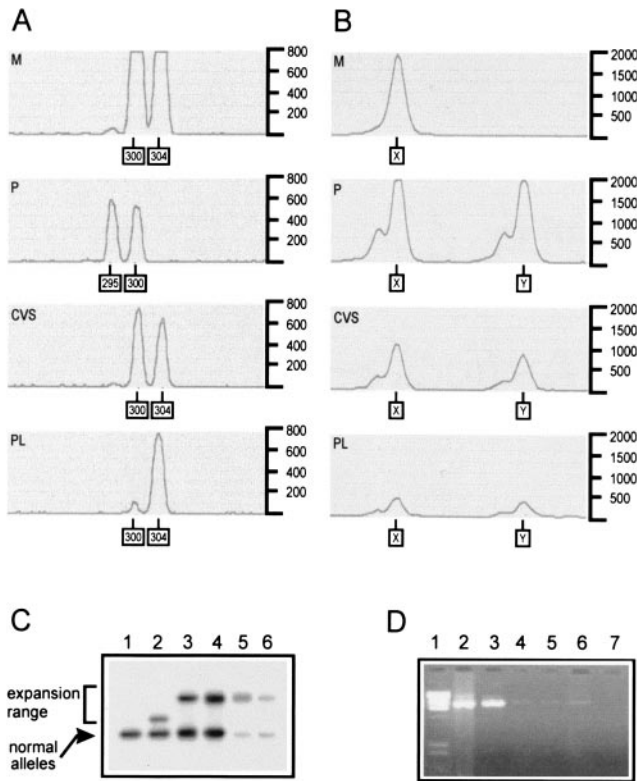 A
M
800
600
400
200
300 304
P
800
600
400
200
295 300
CVS
800
600
400
200
300 304
PL
800
600
400
200
300 304
B
M
2000
1500
1000
500
X
P
2000
1500
1000
500
X Y
CVS
2000
1500
1000
500
X Y
PL
2000
1500
1000
500
X Y
C
1 2 3 4 5 6
expansion
range
normal
alleles
D
1 2 3 4 5 6 7